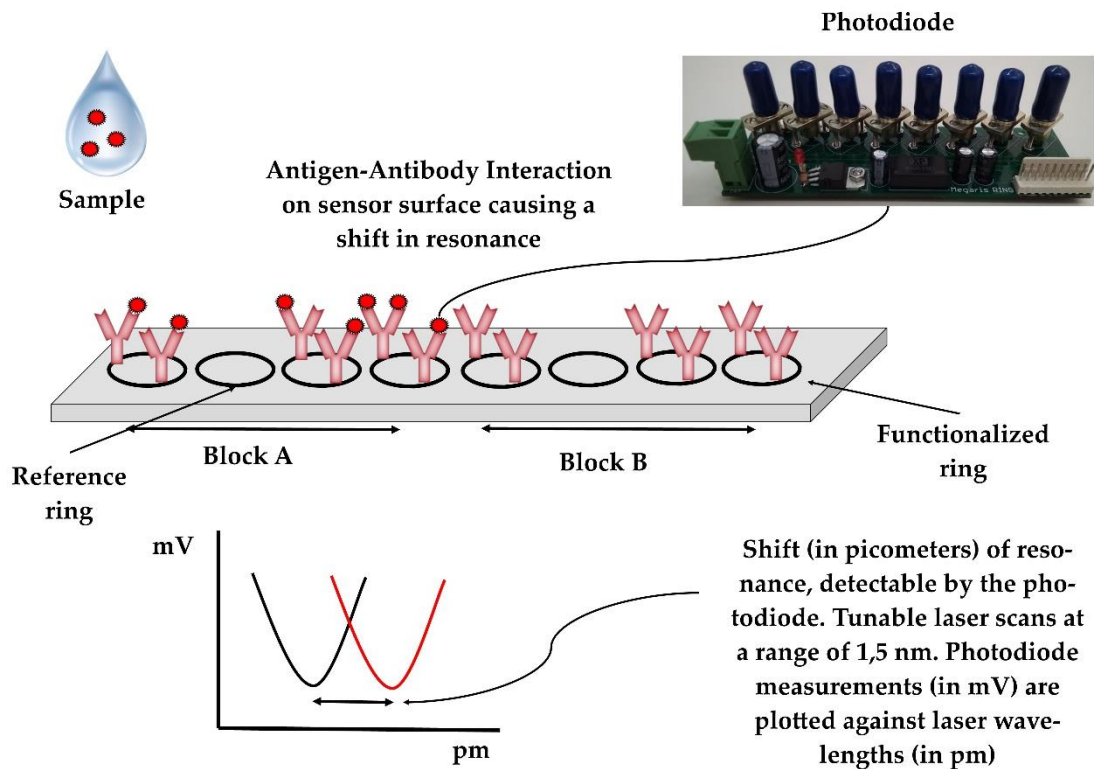 Photodiode
Sample
Antigen-Antibody Interaction
on sensor surface causing a
shift in resonance
Megaris RING
Block A
Block B
Reference
ring
Functionalized
ring
mV
pm
Shift (in picometers) of reso-
nance, detectable by the pho-
todiode. Tunable laser scans at
a range of 1,5 nm. Photodiode
measurements (in mV) are
plotted against laser wave-
lengths (in pm)